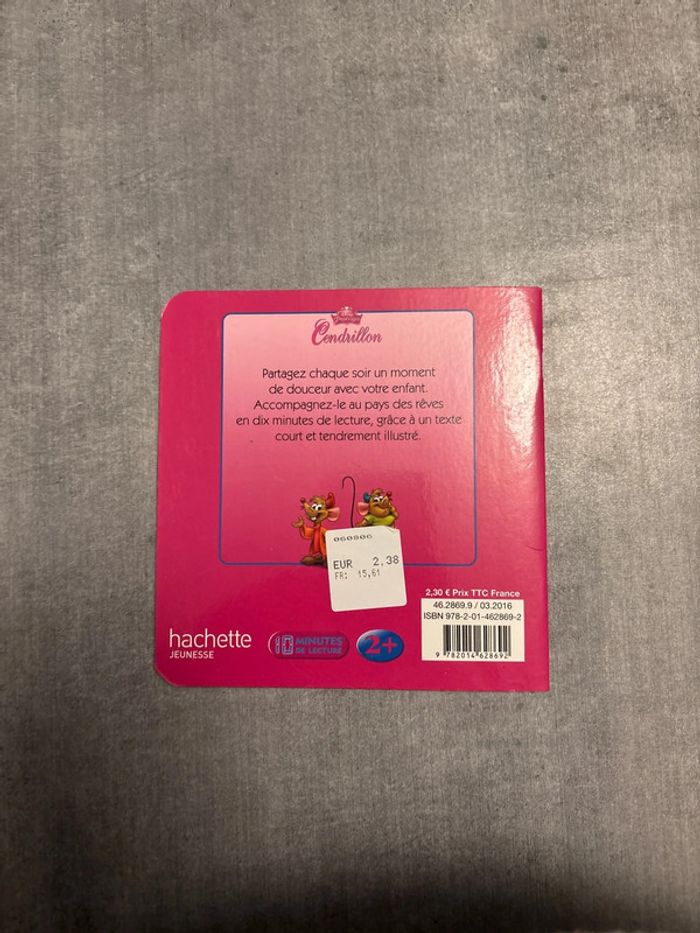 Cendrillon
Partagez chaque soir un moment
de douceur avec votre enfant.
Accompagnez-le au pays des rêves
en dix minutes de lecture, grâce à un texte
court et tendrement illustré.
060806
EUR 2.38
FR: 15,61
2,30 € Prix TTC France
46.2869.9 / 03.2016
ISBN 978-2-01-462869-2
9 782014 628692
hachette
JEUNESSE
10 MINUTES
DE LECTURE
2+